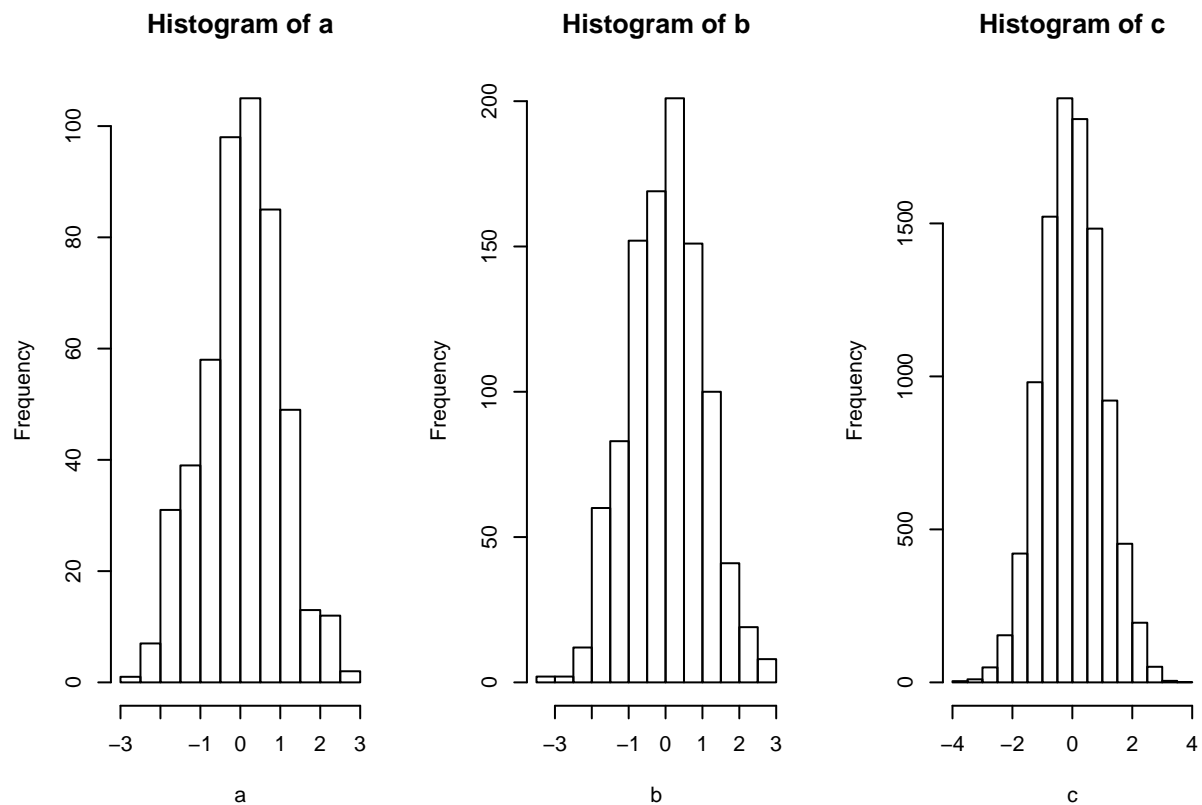 Histogram of a
Frequency
100
80
60
40
20
0
−3 −1 0 1 2 3
a
Histogram of b
Frequency
200
150
100
50
0
−3 −1 0 1 2 3
b
Histogram of c
Frequency
1500
1000
500
0
−4 −2 0 2 4
c